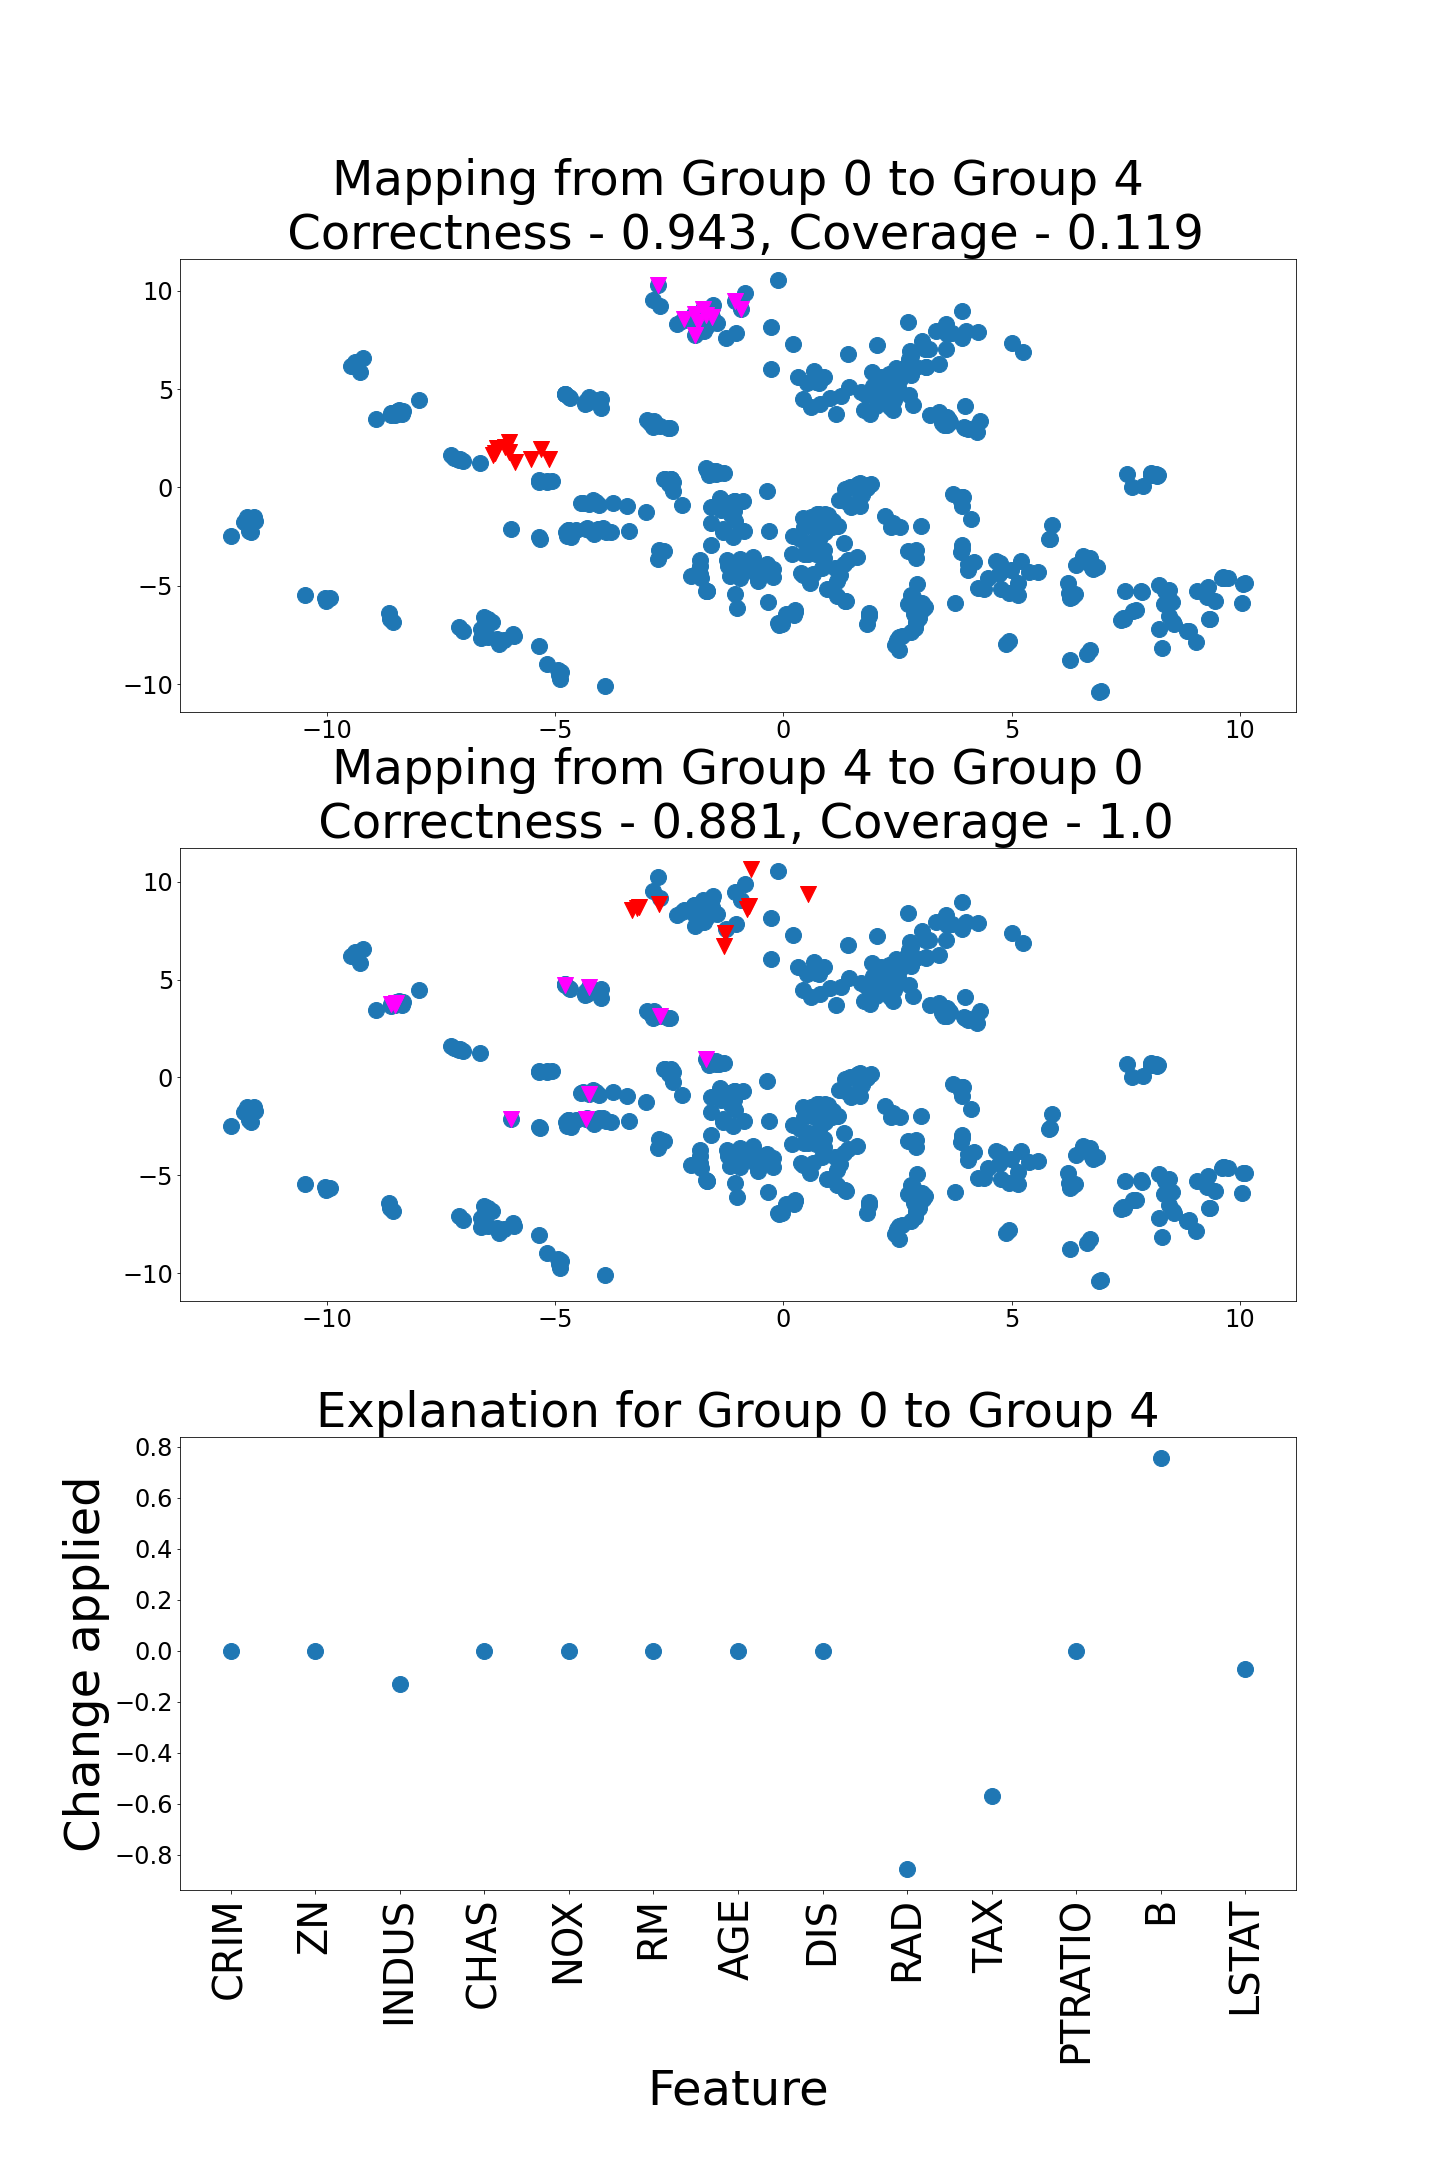 Mapping from Group 0 to Group 4
Correctness - 0.943, Coverage - 0.119
10
5
0
−5
−10
−10 −5 0 5 10
Mapping from Group 4 to Group 0
Correctness - 0.881, Coverage - 1.0
10
5
0
−5
−10
−10 −5 0 5 10
Explanation for Group 0 to Group 4
Change applied
0.8
0.6
0.4
0.2
0.0
−0.2
−0.4
−0.6
−0.8
CRIM ZN INDUS CHAS NOX RM AGE DIS RAD TAX PTRATIO B LSTAT
Feature